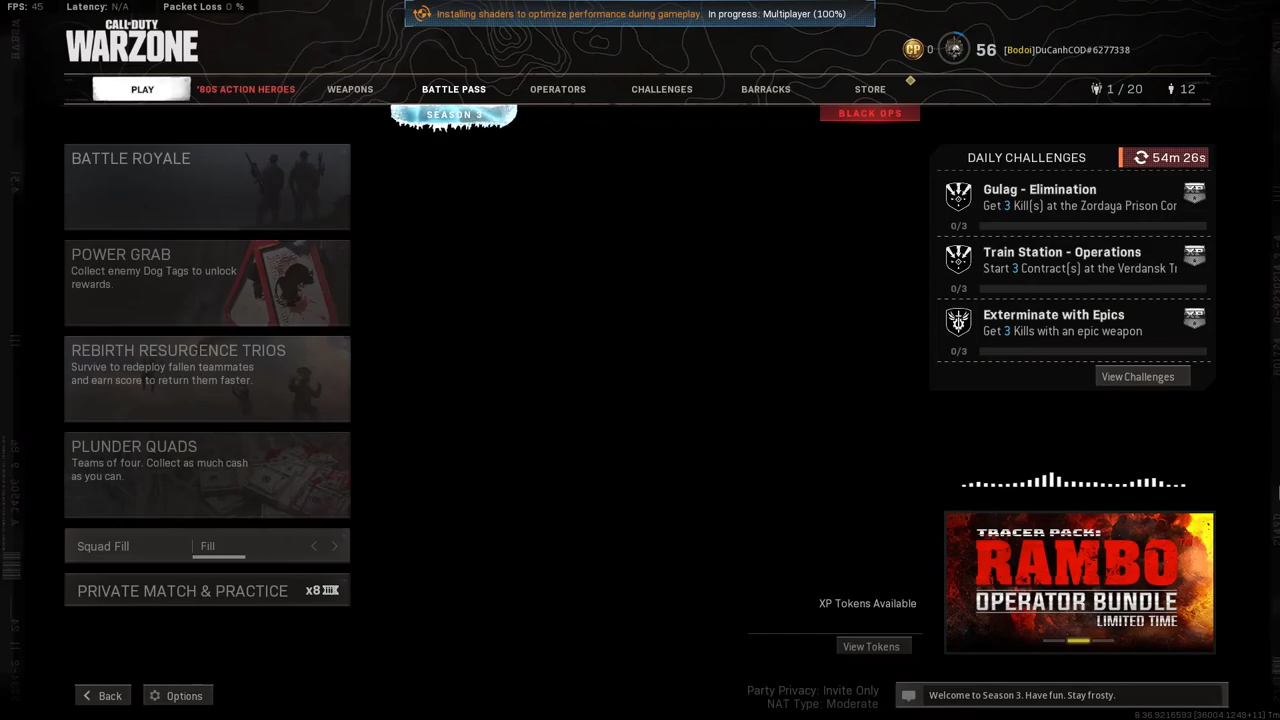 FPS: 45 Latency: N/A Packet Loss 0 %
Installing shaders to optimize performance during gameplay. In progress: Multiplayer (100%)
CALL OF DUTY
WARZONE
CP 0 56 [Bodoi]DuCanhCOD#6277338
PLAY '80S ACTION HEROES WEAPONS BATTLE PASS OPERATORS CHALLENGES BARRACKS STORE 1 / 20 12
SEASON 3 BLACK OPS
BATTLE ROYALE
POWER GRAB
Collect enemy Dog Tags to unlock
rewards.
REBIRTH RESURGENCE TRIOS
Survive to redeploy fallen teammates
and earn score to return them faster.
PLUNDER QUADS
Teams of four. Collect as much cash
as you can.
Squad Fill Fill
PRIVATE MATCH & PRACTICE x8
DAILY CHALLENGES 54m 26s
Gulag - Elimination XP
Get 3 Kill(s) at the Zordaya Prison Cor
0/3
Train Station - Operations XP
Start 3 Contract(s) at the Verdansk Tr
0/3
Exterminate with Epics XP
Get 3 Kills with an epic weapon
0/3
View Challenges
TRACER PACK:
RAMBO
OPERATOR BUNDLE
LIMITED TIME
XP Tokens Available
View Tokens
Back Options
Party Privacy: Invite Only
NAT Type: Moderate
Welcome to Season 3. Have fun. Stay frosty.